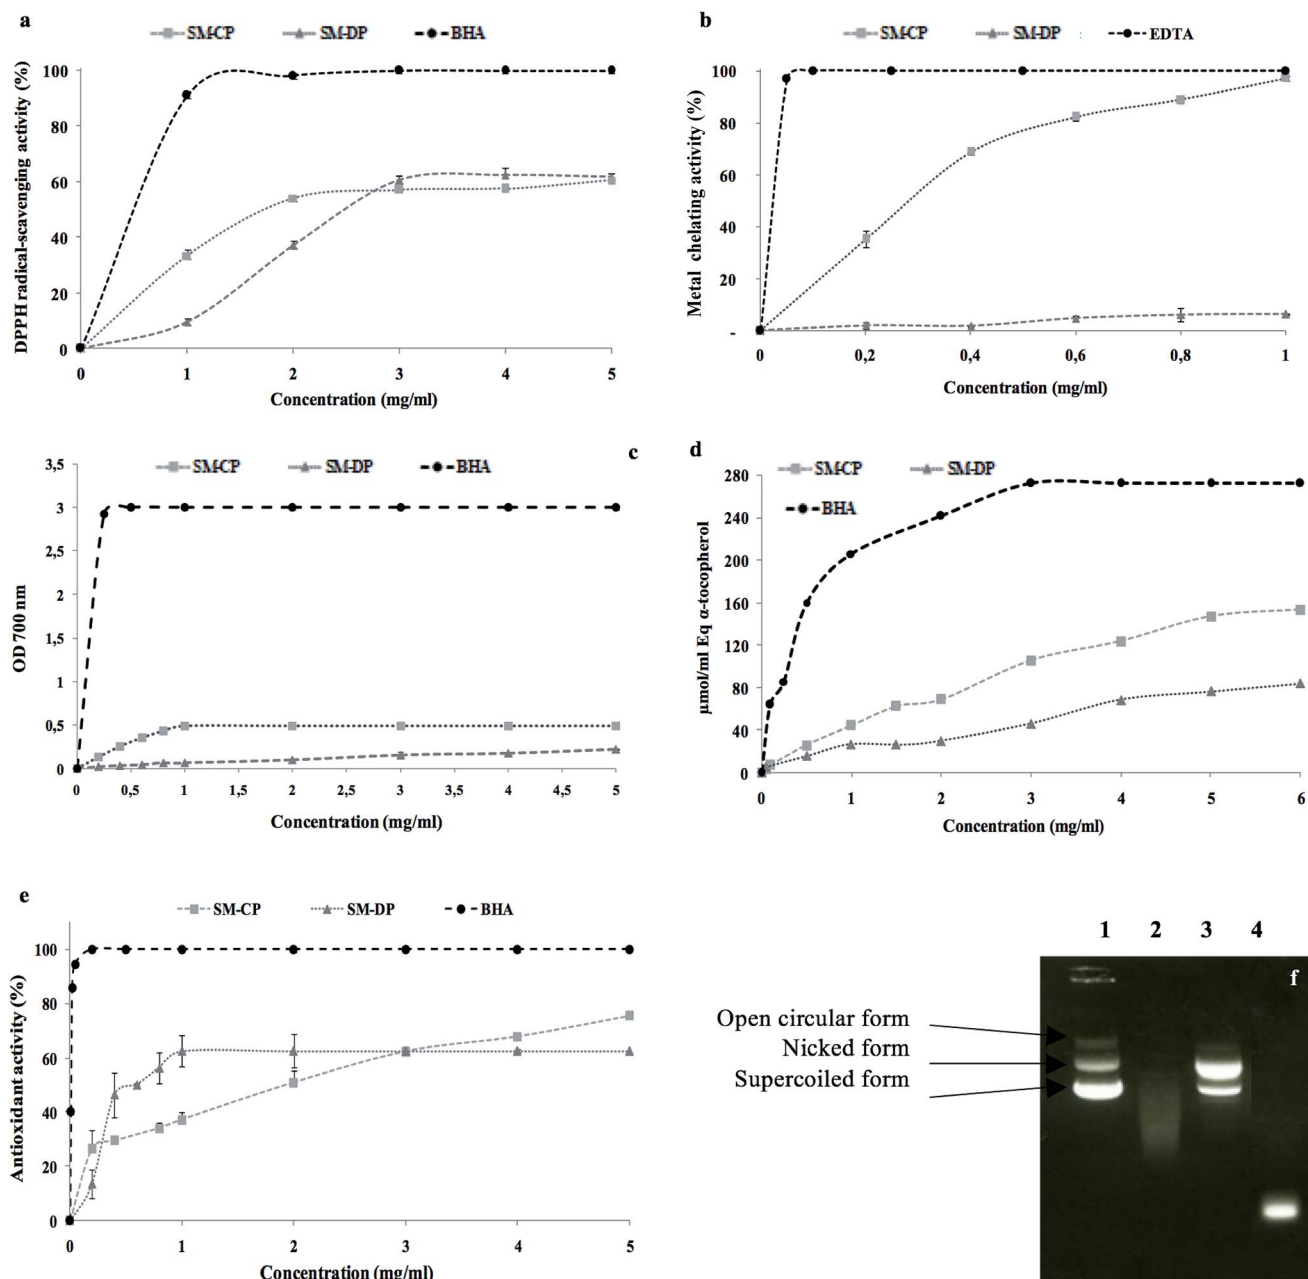 a
SM-CP SM-DP BHA
DPPH radical-scavenging activity (%)
100
80
60
40
20
0
0 1 2 3 4 5
Concentration (mg/ml)
b
SM-CP SM-DP EDTA
Metal chelating activity (%)
100
80
60
40
20
-
0 0,2 0,4 0,6 0,8 1
Concentration (mg/ml)
c
SM-CP SM-DP BHA
OD 700 nm
3,5
3
2,5
2
1,5
1
0,5
0
0 0,5 1 1,5 2 2,5 3 3,5 4 4,5 5
Concentration (mg/ml)
d
SM-CP SM-DP
BHA
µmol/ml Eq α-tocopherol
280
240
200
160
120
80
40
0
0 1 2 3 4 5 6
Concentration (mg/ml)
e
SM-CP SM-DP BHA
Antioxidant activity (%)
100
80
60
40
20
0
0 1 2 3 4 5
Concentration (mg/ml)
1 2 3 4
f
Open circular form
Nicked form
Supercoiled form